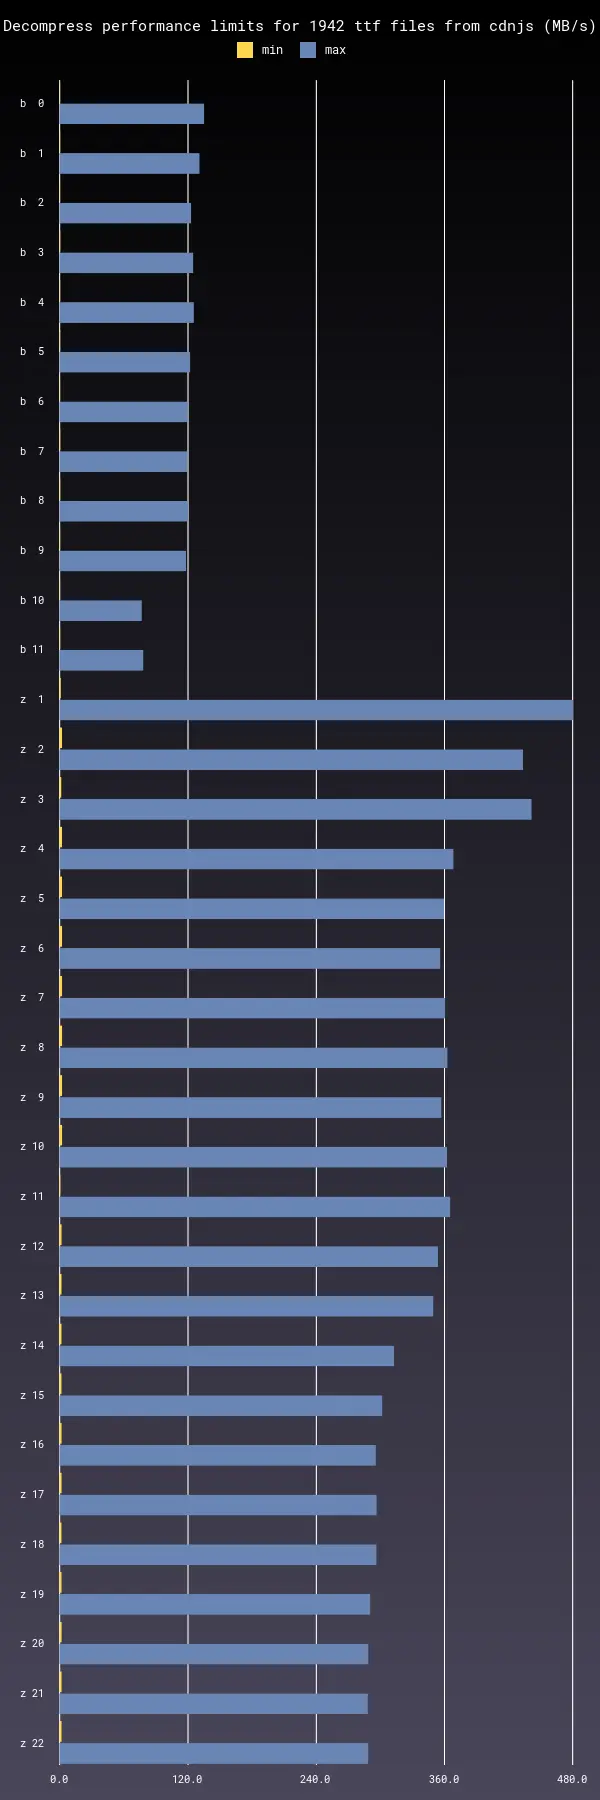 Decompress performance limits for 1942 ttf files from cdnjs (MB/s)
min max
b 0
b 1
b 2
b 3
b 4
b 5
b 6
b 7
b 8
b 9
b 10
b 11
z 1
z 2
z 3
z 4
z 5
z 6
z 7
z 8
z 9
z 10
z 11
z 12
z 13
z 14
z 15
z 16
z 17
z 18
z 19
z 20
z 21
z 22
0.0 120.0 240.0 360.0 480.0